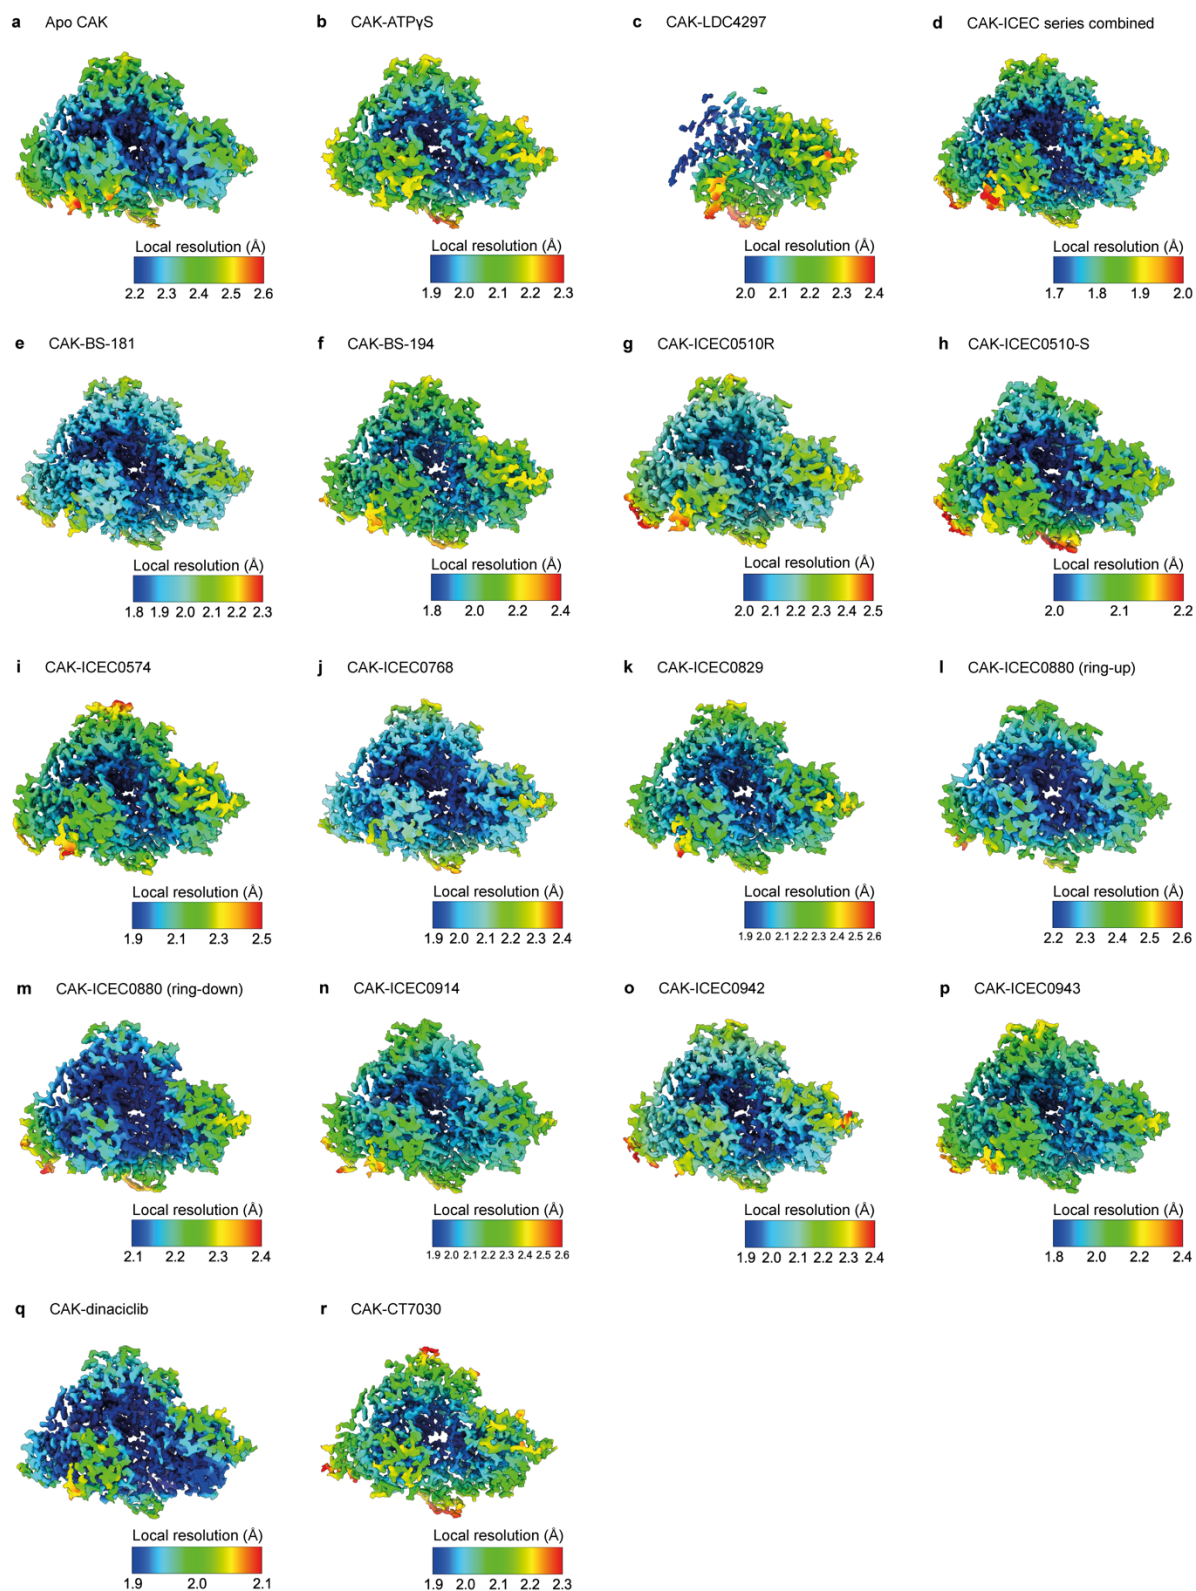 a Apo CAK
b CAK-ATPγS
c CAK-LDC4297
d CAK-ICEC series combined
Local resolution (Å)
2.2 2.3 2.4 2.5 2.6
Local resolution (Å)
1.9 2.0 2.1 2.2 2.3
Local resolution (Å)
2.0 2.1 2.2 2.3 2.4
Local resolution (Å)
1.7 1.8 1.9 2.0
e CAK-BS-181
f CAK-BS-194
g CAK-ICEC0510R
h CAK-ICEC0510-S
Local resolution (Å)
1.8 1.9 2.0 2.1 2.2 2.3
Local resolution (Å)
1.8 2.0 2.2 2.4
Local resolution (Å)
2.0 2.1 2.2 2.3 2.4 2.5
Local resolution (Å)
2.0 2.1 2.2
i CAK-ICEC0574
j CAK-ICEC0768
k CAK-ICEC0829
l CAK-ICEC0880 (ring-up)
Local resolution (Å)
1.9 2.1 2.3 2.5
Local resolution (Å)
1.9 2.0 2.1 2.2 2.3 2.4
Local resolution (Å)
1.9 2.0 2.1 2.2 2.3 2.4 2.5 2.6
Local resolution (Å)
2.2 2.3 2.4 2.5 2.6
m CAK-ICEC0880 (ring-down)
n CAK-ICEC0914
o CAK-ICEC0942
p CAK-ICEC0943
Local resolution (Å)
2.1 2.2 2.3 2.4
Local resolution (Å)
1.9 2.0 2.1 2.2 2.3 2.4 2.5 2.6
Local resolution (Å)
1.9 2.0 2.1 2.2 2.3 2.4
Local resolution (Å)
1.8 2.0 2.2 2.4
q CAK-dinaciclib
r CAK-CT7030
Local resolution (Å)
1.9 2.0 2.1
Local resolution (Å)
1.9 2.0 2.1 2.2 2.3